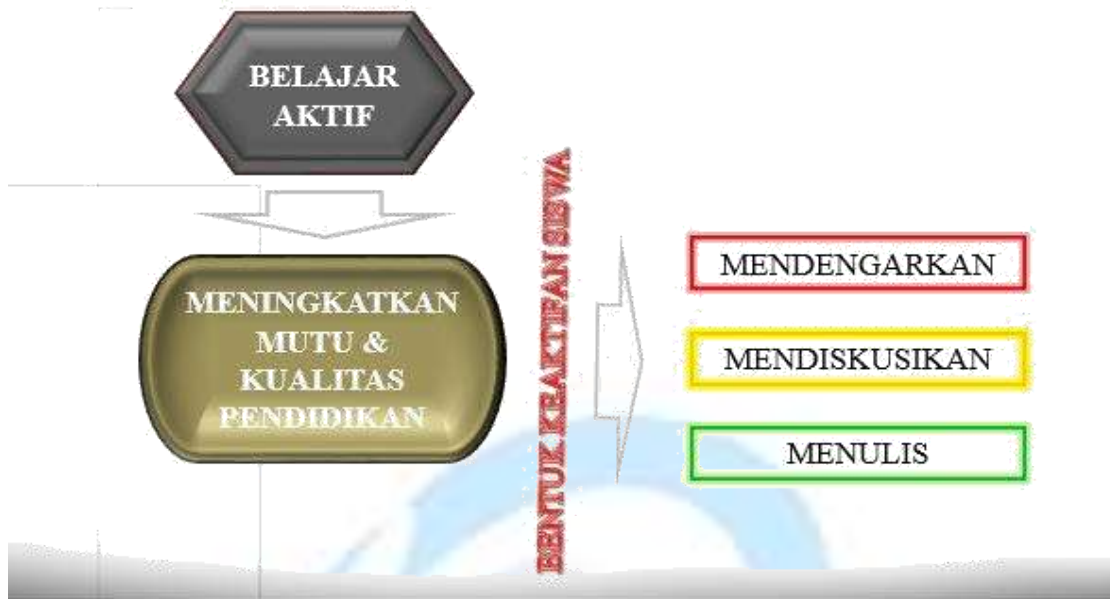 BELAJAR
AKTIF
MENINGKATKAN
MUTU &
KUALITAS
PENDIDIKAN
BENTUK KEAKTIFAN SISWA
MENDENGARKAN
MENDISKUSIKAN
MENULIS